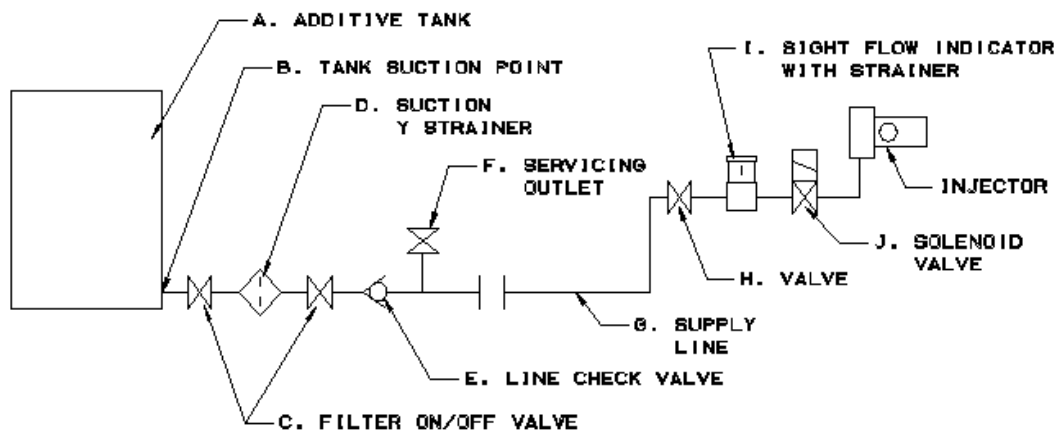 A. ADDITIVE TANK
B. TANK SUCTION POINT
D. SUCTION
Y STRAINER
F. SERVICING
OUTLET
I. SIGHT FLOW INDICATOR
WITH STRAINER
INJECTOR
J. SOLENOID
VALVE
H. VALVE
G. SUPPLY
LINE
E. LINE CHECK VALVE
C. FILTER ON/OFF VALVE